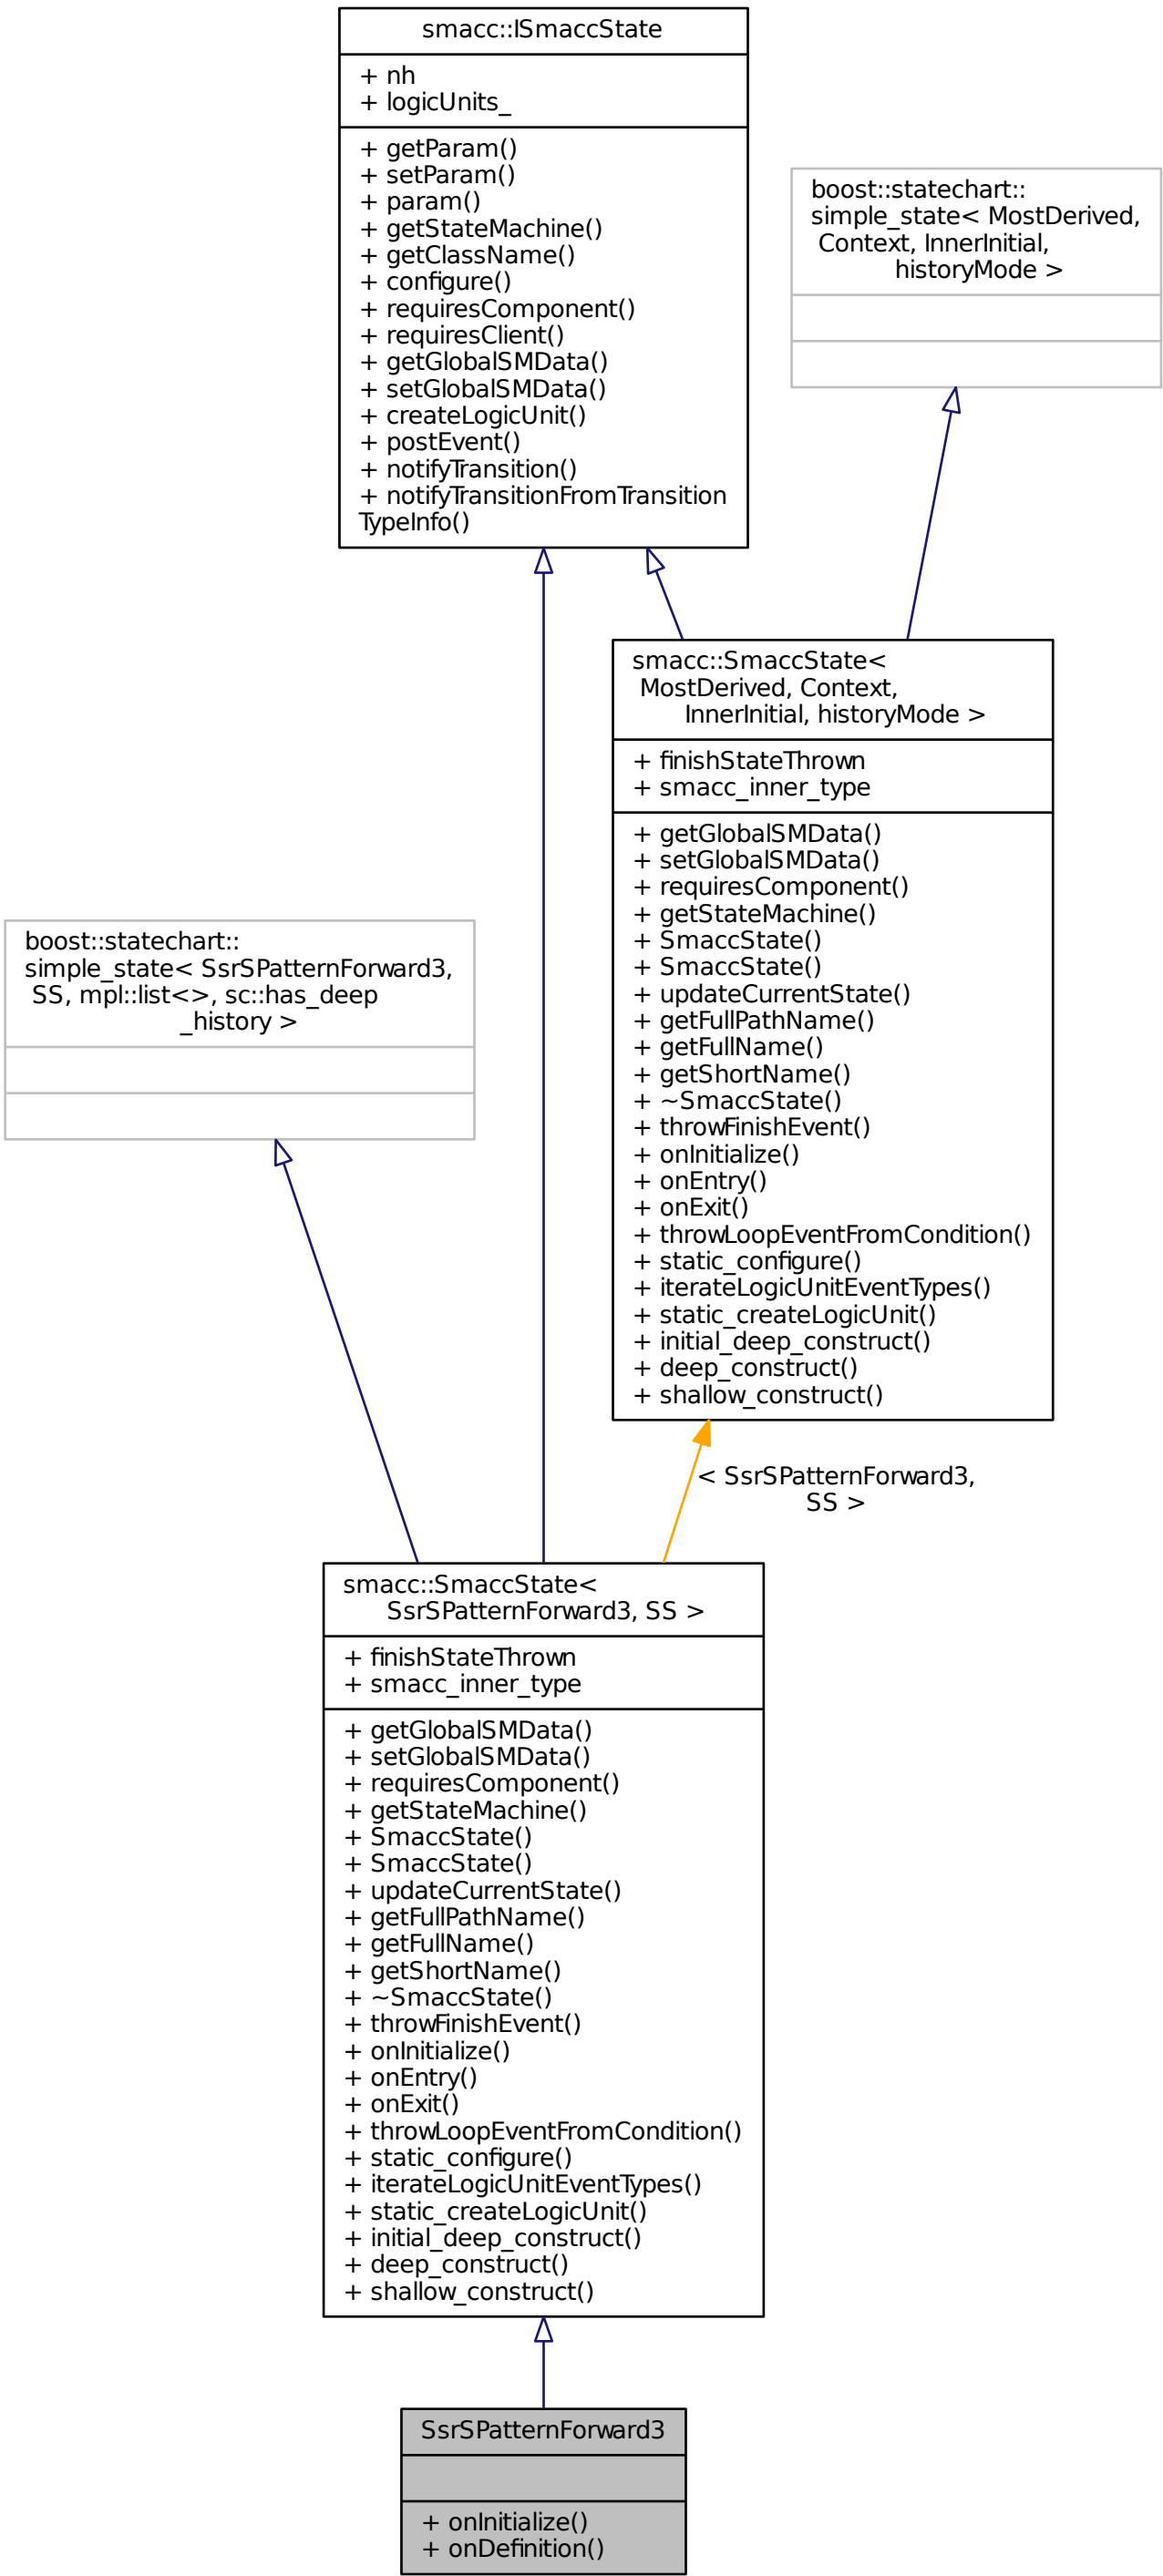 smacc::ISmaccState
+ nh
+ logicUnits_
+ getParam()
+ setParam()
+ param()
+ getStateMachine()
+ getClassName()
+ configure()
+ requiresComponent()
+ requiresClient()
+ getGlobalSMData()
+ setGlobalSMData()
+ createLogicUnit()
+ postEvent()
+ notifyTransition()
+ notifyTransitionFromTransition
TypeInfo()
boost::statechart::
simple_state< MostDerived,
Context, InnerInitial,
historyMode >
smacc::SmaccState<
MostDerived, Context,
InnerInitial, historyMode >
+ finishStateThrown
+ smacc_inner_type
+ getGlobalSMData()
+ setGlobalSMData()
+ requiresComponent()
+ getStateMachine()
+ SmaccState()
+ SmaccState()
+ updateCurrentState()
+ getFullPathName()
+ getFullName()
+ getShortName()
+ ~SmaccState()
+ throwFinishEvent()
+ onInitialize()
+ onEntry()
+ onExit()
+ throwLoopEventFromCondition()
+ static_configure()
+ iterateLogicUnitEventTypes()
+ static_createLogicUnit()
+ initial_deep_construct()
+ deep_construct()
+ shallow_construct()
boost::statechart::
simple_state< SsrSPatternForward3,
SS, mpl::list<>, sc::has_deep
_history >
< SsrSPatternForward3,
SS >
smacc::SmaccState<
SsrSPatternForward3, SS >
+ finishStateThrown
+ smacc_inner_type
+ getGlobalSMData()
+ setGlobalSMData()
+ requiresComponent()
+ getStateMachine()
+ SmaccState()
+ SmaccState()
+ updateCurrentState()
+ getFullPathName()
+ getFullName()
+ getShortName()
+ ~SmaccState()
+ throwFinishEvent()
+ onInitialize()
+ onEntry()
+ onExit()
+ throwLoopEventFromCondition()
+ static_configure()
+ iterateLogicUnitEventTypes()
+ static_createLogicUnit()
+ initial_deep_construct()
+ deep_construct()
+ shallow_construct()
SsrSPatternForward3
+ onInitialize()
+ onDefinition()